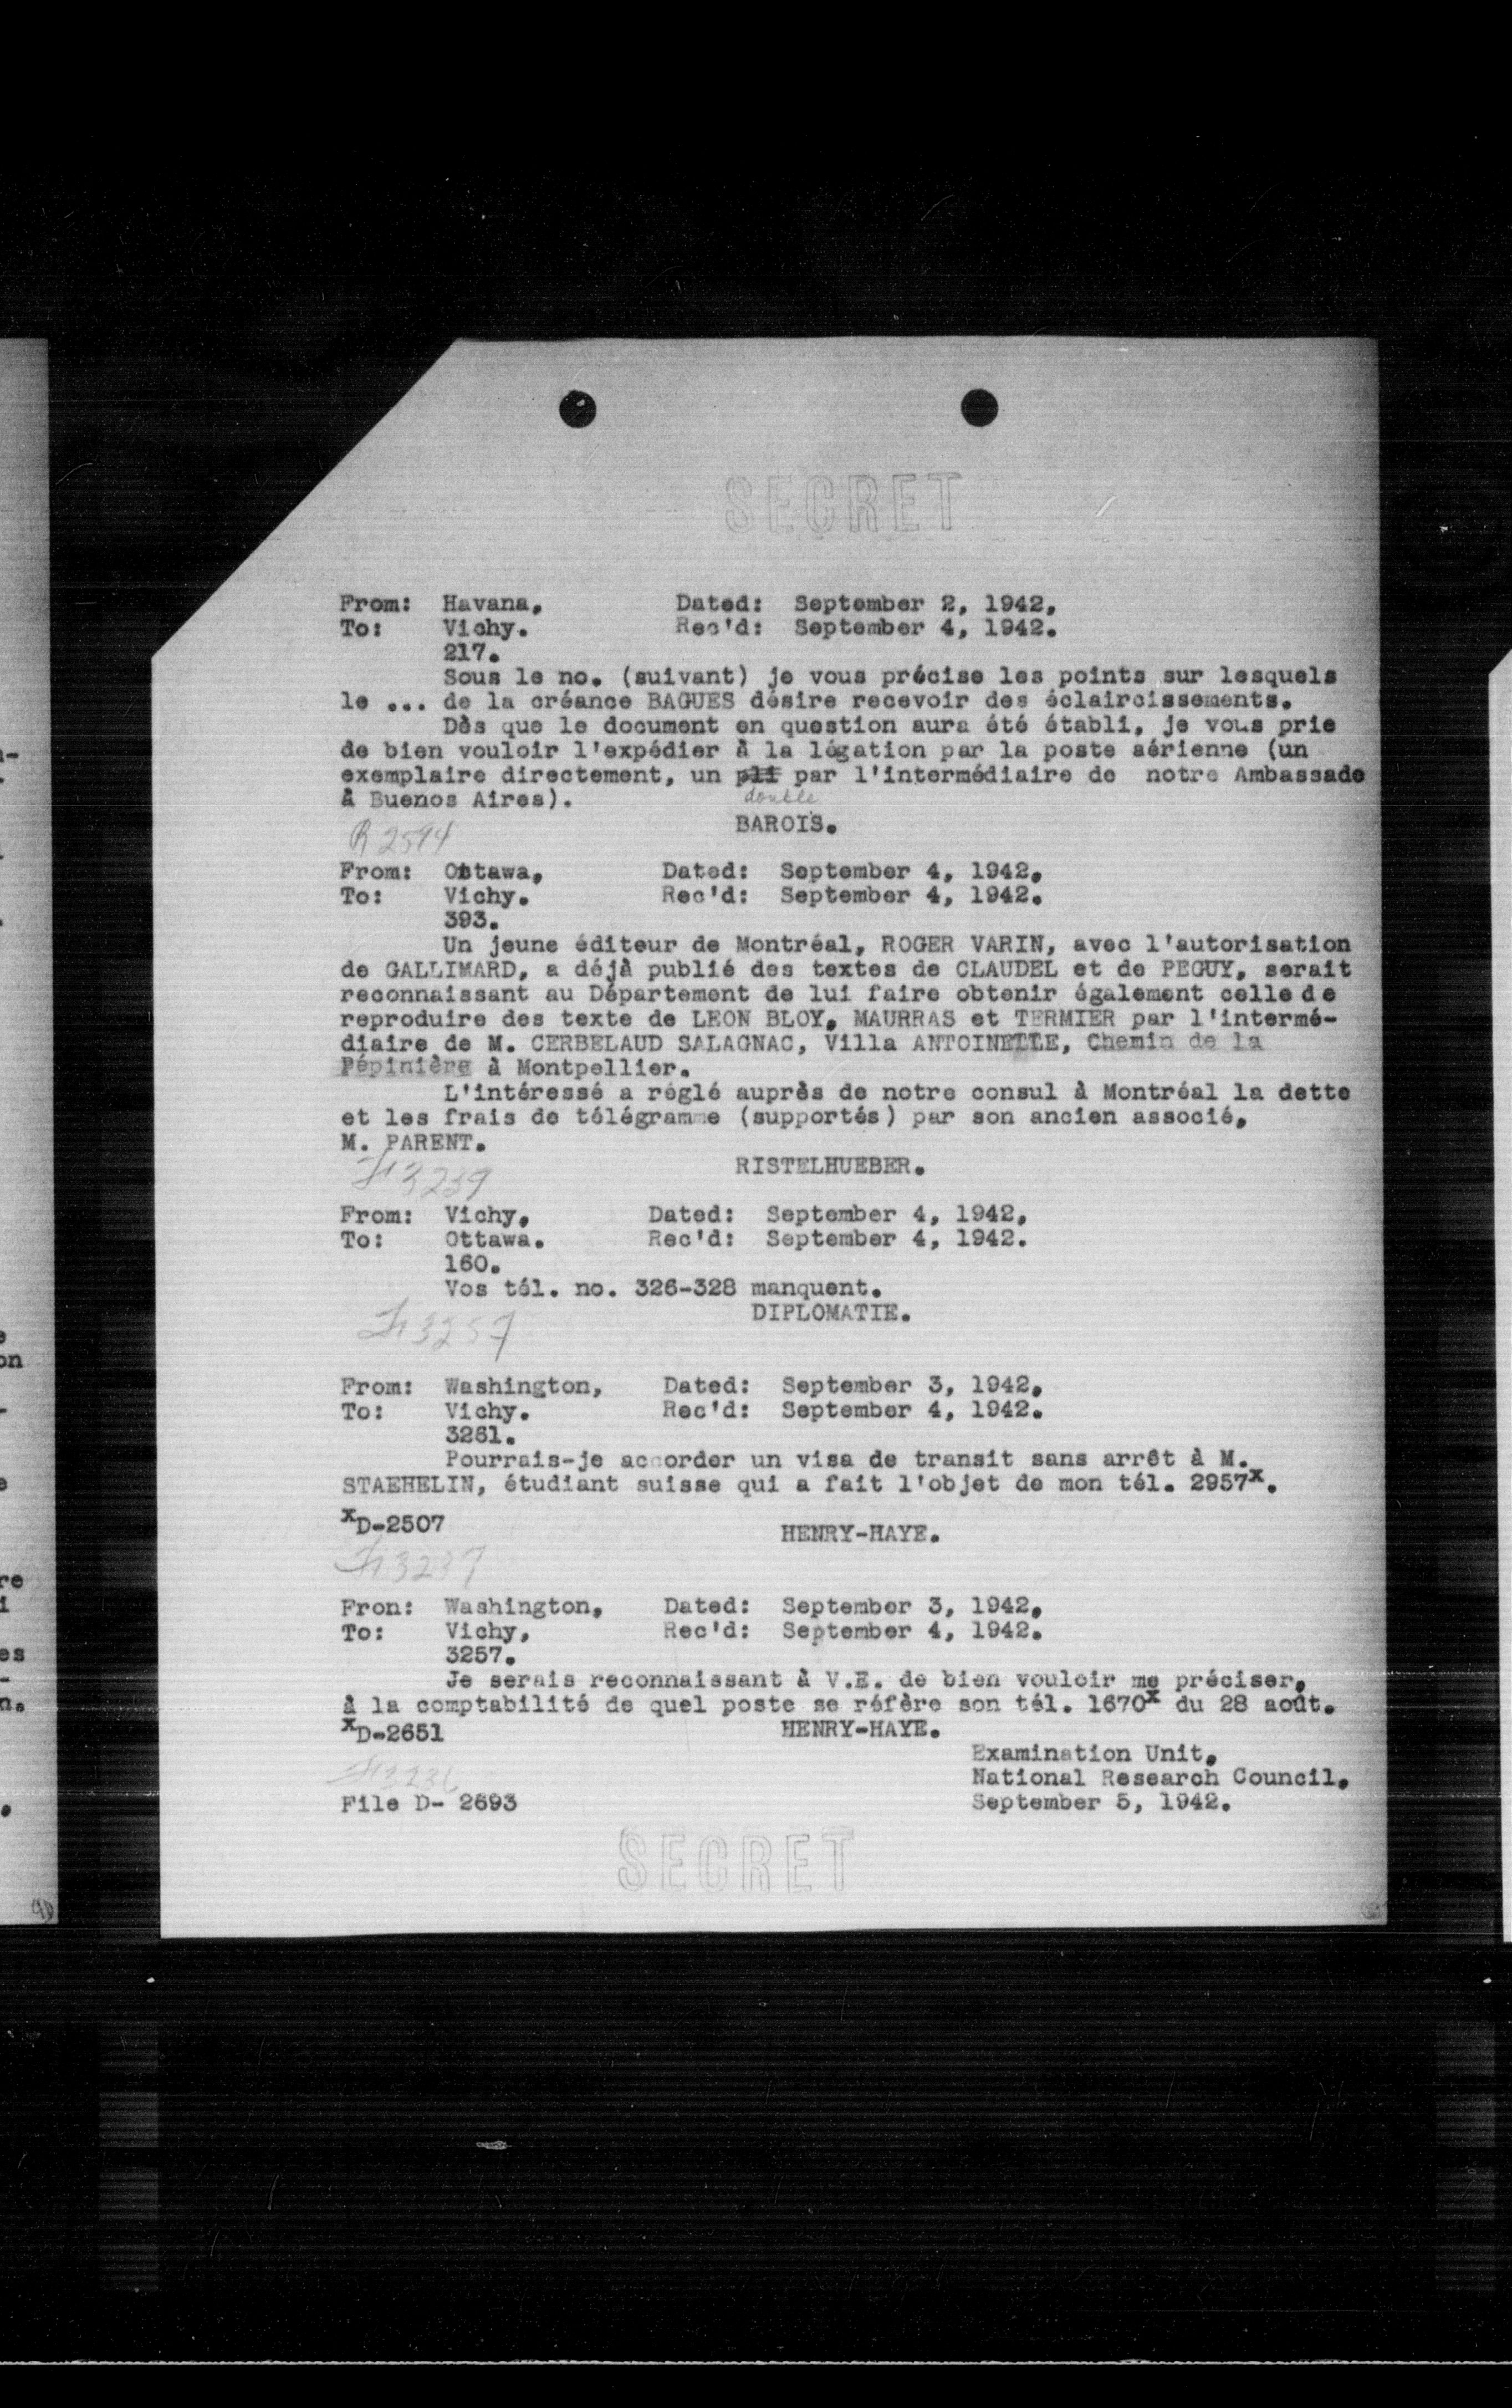 SECRET
From: Havana, Dated: September 2, 1942,
To: Vichy. Rec'd: September 4, 1942.
217.
Sous le no. (suivant) je vous précise les points sur lesquels
le ... de la créance BAGUES désire recevoir des éclaircissements.
Dès que le document en question aura été établi, je vous prie
de bien vouloir l'expédier à la légation par la poste aérienne (un
exemplaire directement, un pli par l'intermédiaire de notre Ambassade
à Buenos Aires). double
BAROIS.
R 2594
From: Ottawa, Dated: September 4, 1942,
To: Vichy. Rec'd: September 4, 1942.
393.
Un jeune éditeur de Montréal, ROGER VARIN, avec l'autorisation
de GALLIMARD, a déjà publié des textes de CLAUDEL et de PEGUY, serait
reconnaissant au Département de lui faire obtenir également celle de
reproduire des texte de LEON BLOY, MAURRAS et TERMIER par l'intermé-
diaire de M. CERBELAUD SALAGNAC, Villa ANTOINETTE, Chemin de la
Pépinière à Montpellier.
L'intéressé a réglé auprès de notre consul à Montréal la dette
et les frais de télégramme (supportés) par son ancien associé,
M. PARENT.
RISTELHUEBER.
3239
From: Vichy, Dated: September 4, 1942,
To: Ottawa. Rec'd: September 4, 1942.
160.
Vos tél. no. 326-328 manquent.
DIPLOMATIE.
3257
From: Washington, Dated: September 3, 1942,
To: Vichy. Rec'd: September 4, 1942.
3261.
Pourrais-je accorder un visa de transit sans arrêt à M.
STAEHELIN, étudiant suisse qui a fait l'objet de mon tél. 2957x.
xD-2507
HENRY-HAYE.
3237
Fron: Washington, Dated: September 3, 1942,
To: Vichy, Rec'd: September 4, 1942.
3257.
Je serais reconnaissant à V.E. de bien vouloir me préciser,
à la comptabilité de quel poste se réfère son tél. 1670x du 28 août.
xD-2651 HENRY-HAYE.
Examination Unit,
3236 National Research Council,
File D- 2693 September 5, 1942.
SECRET